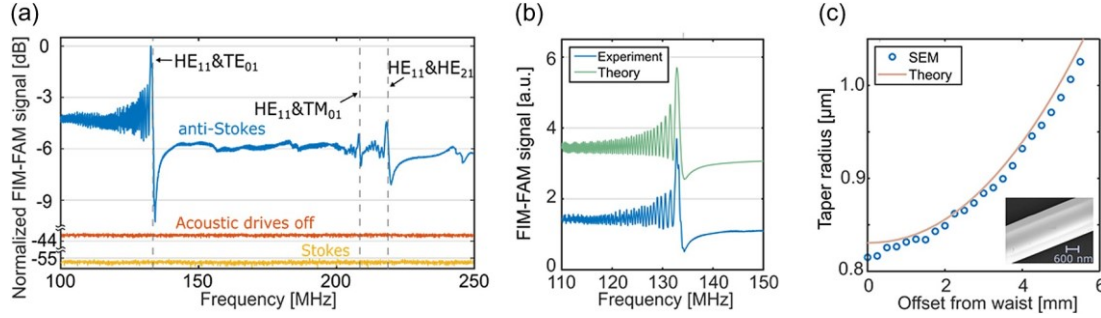 (a)
Normalized FIM-FAM signal [dB]
0
-3
-6
-9
-44
-55
HE₁₁&TE₀₁
HE₁₁&TM₀₁
HE₁₁&HE₂₁
anti-Stokes
Acoustic drives off
Stokes
100
150
200
250
Frequency [MHz]
(b)
FIM-FAM signal [a.u.]
6
4
2
0
Experiment
Theory
110
120
130
140
150
Frequency [MHz]
(c)
Taper radius [μm]
1.0
0.9
0.8
SEM
Theory
600 nm
0
2
4
6
Offset from waist [mm]